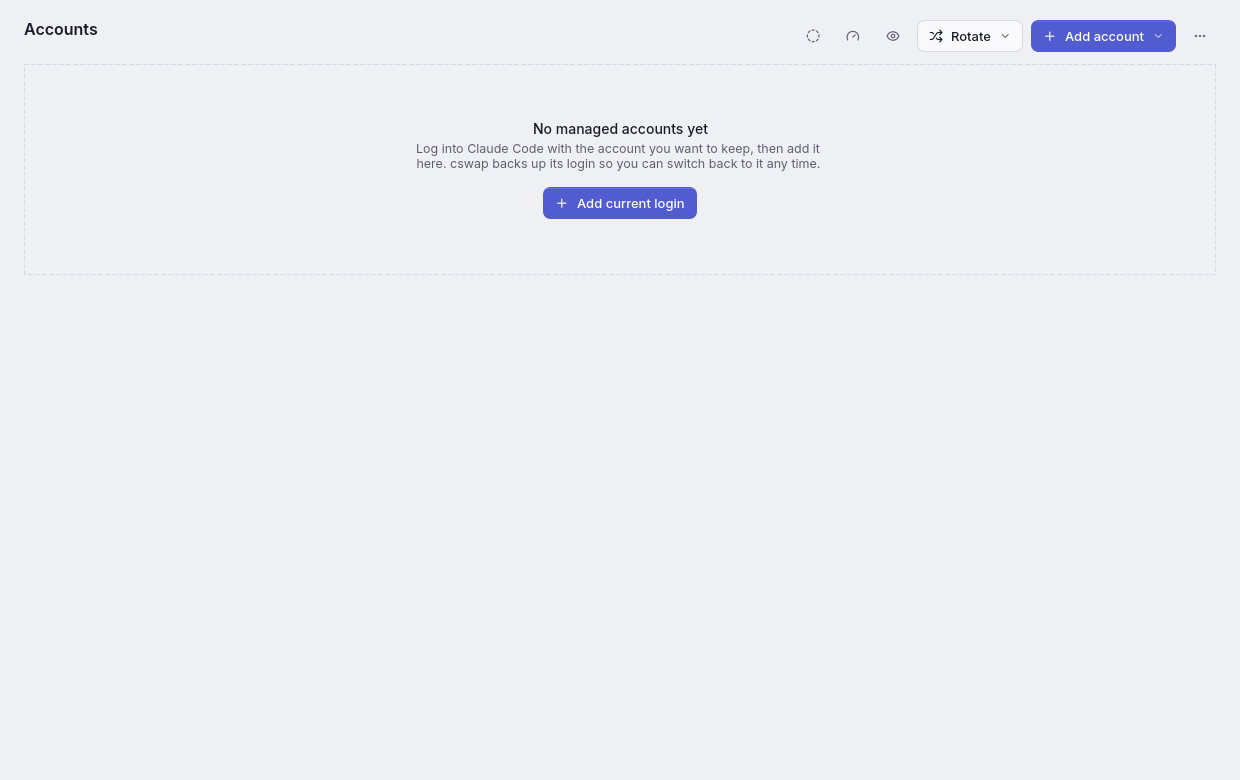 Accounts
Rotate
Add account
No managed accounts yet
Log into Claude Code with the account you want to keep, then add it
here. cswap backs up its login so you can switch back to it any time.
Add current login